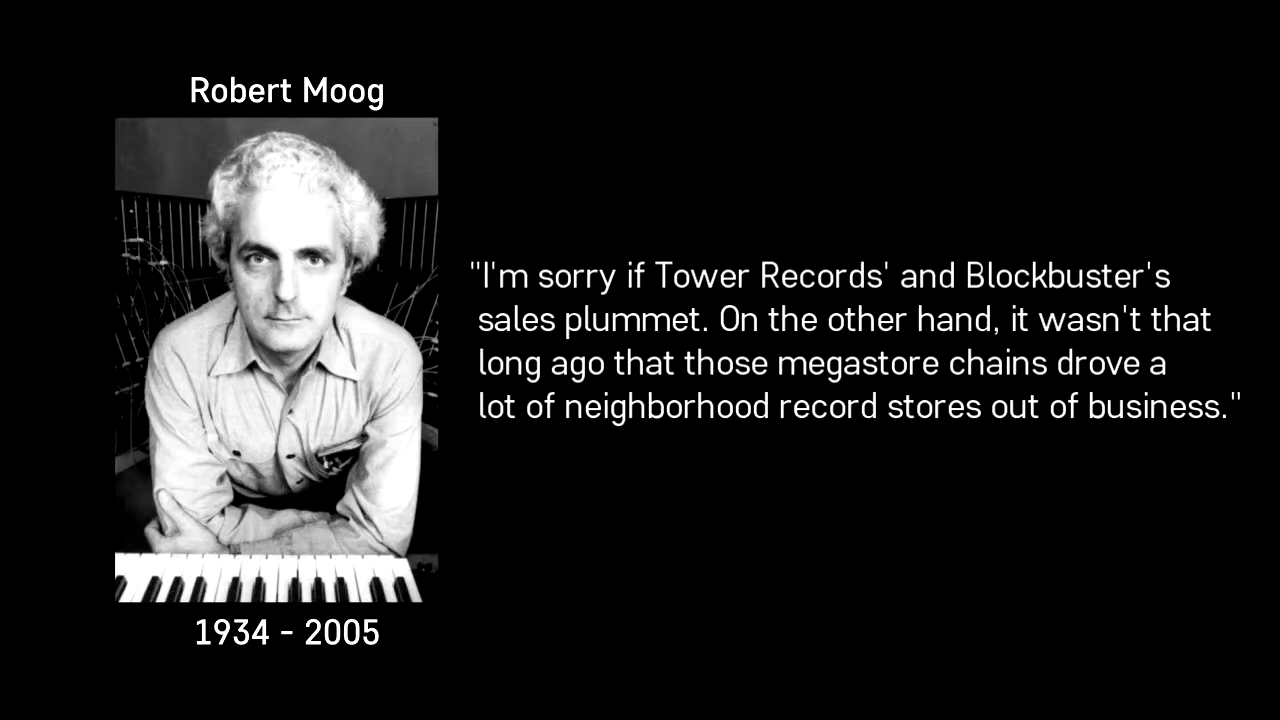 Robert Moog
"I'm sorry if Tower Records' and Blockbuster's
sales plummet. On the other hand, it wasn't that
long ago that those megastore chains drove a
lot of neighborhood record stores out of business."
1934 - 2005